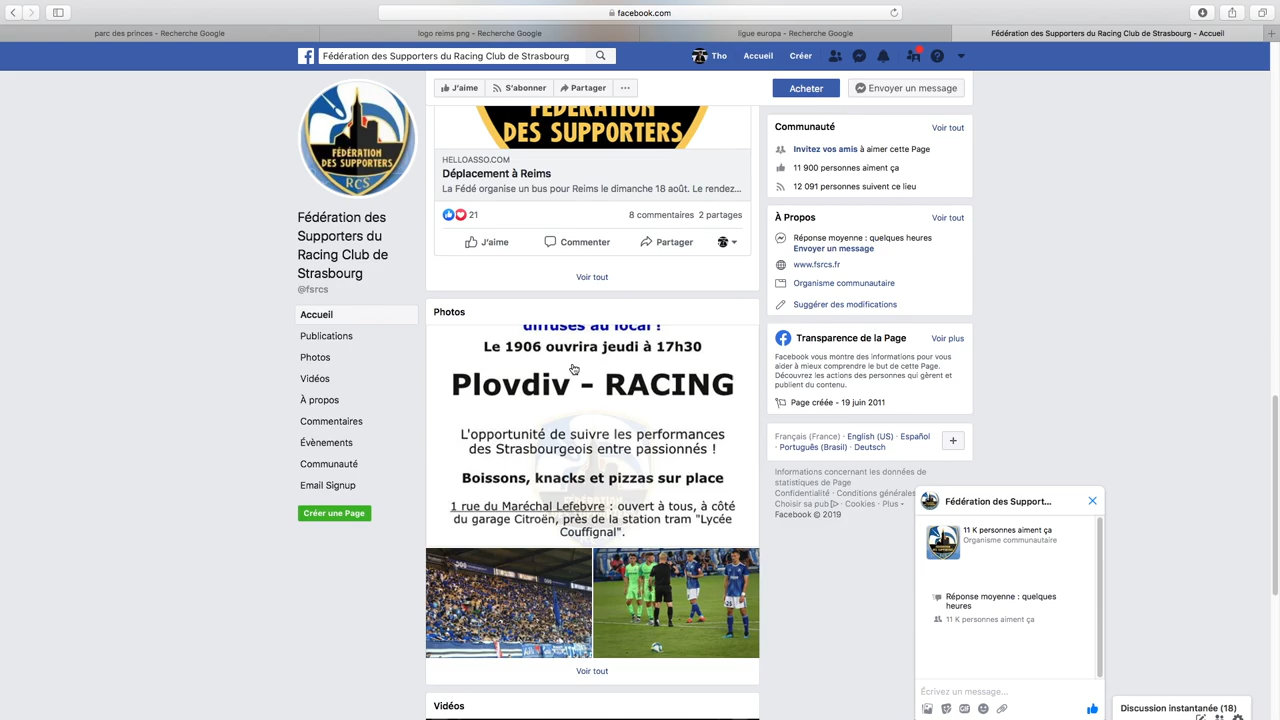 facebook.com
parc des princes - Recherche Google
logo reims png - Recherche Google
ligue europa - Recherche Google
Fédération des Supporters du Racing Club de Strasbourg - Accueil
Fédération des Supporters du Racing Club de Strasbourg
Tho
Accueil
Créer
J'aime
S'abonner
Partager
Acheter
Envoyer un message
FÉDÉRATION
DES SUPPORTERS
RCS
Fédération des
Supporters du
Racing Club de
Strasbourg
@fsrcs
Accueil
Publications
Photos
Vidéos
À propos
Commentaires
Évènements
Communauté
Email Signup
Créer une Page
FÉDÉRATION
DES SUPPORTERS
HELLOASSO.COM
Déplacement à Reims
La Fédé organise un bus pour Reims le dimanche 18 août. Le rendez...
21
8 commentaires 2 partages
J'aime
Commenter
Partager
Voir tout
Photos
diffusés au local !
Le 1906 ouvrira jeudi à 17h30
Plovdiv - RACING
L'opportunité de suivre les performances
des Strasbourgeois entre passionnés !
Boissons, knacks et pizzas sur place
1 rue du Maréchal Lefebvre : ouvert à tous, à côté
du garage Citroën, près de la station tram "Lycée
Couffignal".
Voir tout
Vidéos
Communauté
Voir tout
Invitez vos amis à aimer cette Page
11 900 personnes aiment ça
12 091 personnes suivent ce lieu
À Propos
Voir tout
Réponse moyenne : quelques heures
Envoyer un message
www.fsrcs.fr
Organisme communautaire
Suggérer des modifications
Transparence de la Page
Voir plus
Facebook vous montre des informations pour vous
aider à mieux comprendre le but de cette Page.
Découvrez les actions des personnes qui gèrent et
publient du contenu.
Page créée - 19 juin 2011
Français (France) · English (US) · Español
· Português (Brasil) · Deutsch
Informations concernant les données de
statistiques de Page
Confidentialité · Conditions générales
Choisir sa pub · Cookies · Plus
Facebook © 2019
Fédération des Support...
11 K personnes aiment ça
Organisme communautaire
Réponse moyenne : quelques
heures
11 K personnes aiment ça
Écrivez un message...
GIF
Discussion instantanée (18)